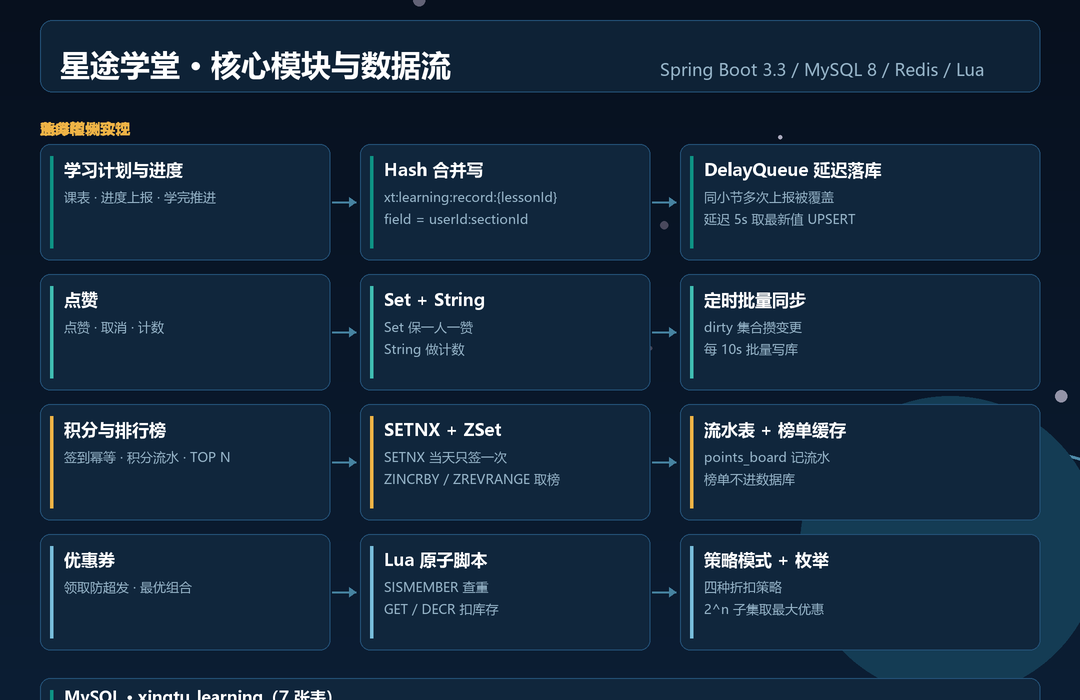 星途学堂 · 核心模块与数据流
Spring Boot 3.3 / MySQL 8 / Redis / Lua
学习计划与进度
课表 · 进度上报 · 学完推进
Hash 合并写
xt:learning:record:{lessonId}
field = userId:sectionId
DelayQueue 延迟落库
同小节多次上报被覆盖
延迟 5s 取最新值 UPSERT
点赞
点赞 · 取消 · 计数
Set + String
Set 保一人一赞
String 做计数
定时批量同步
dirty 集合攒变更
每 10s 批量写库
积分与排行榜
签到幂等 · 积分流水 · TOP N
SETNX + ZSet
SETNX 当天只签一次
ZINCRBY / ZREVRANGE 取榜
流水表 + 榜单缓存
points_board 记流水
榜单不进数据库
优惠券
领取防超发 · 最优组合
Lua 原子脚本
SISMEMBER 查重
GET / DECR 扣库存
策略模式 + 枚举
四种折扣策略
2^n 子集取最大优惠
MySQL · xingtu_learning（7 张表）